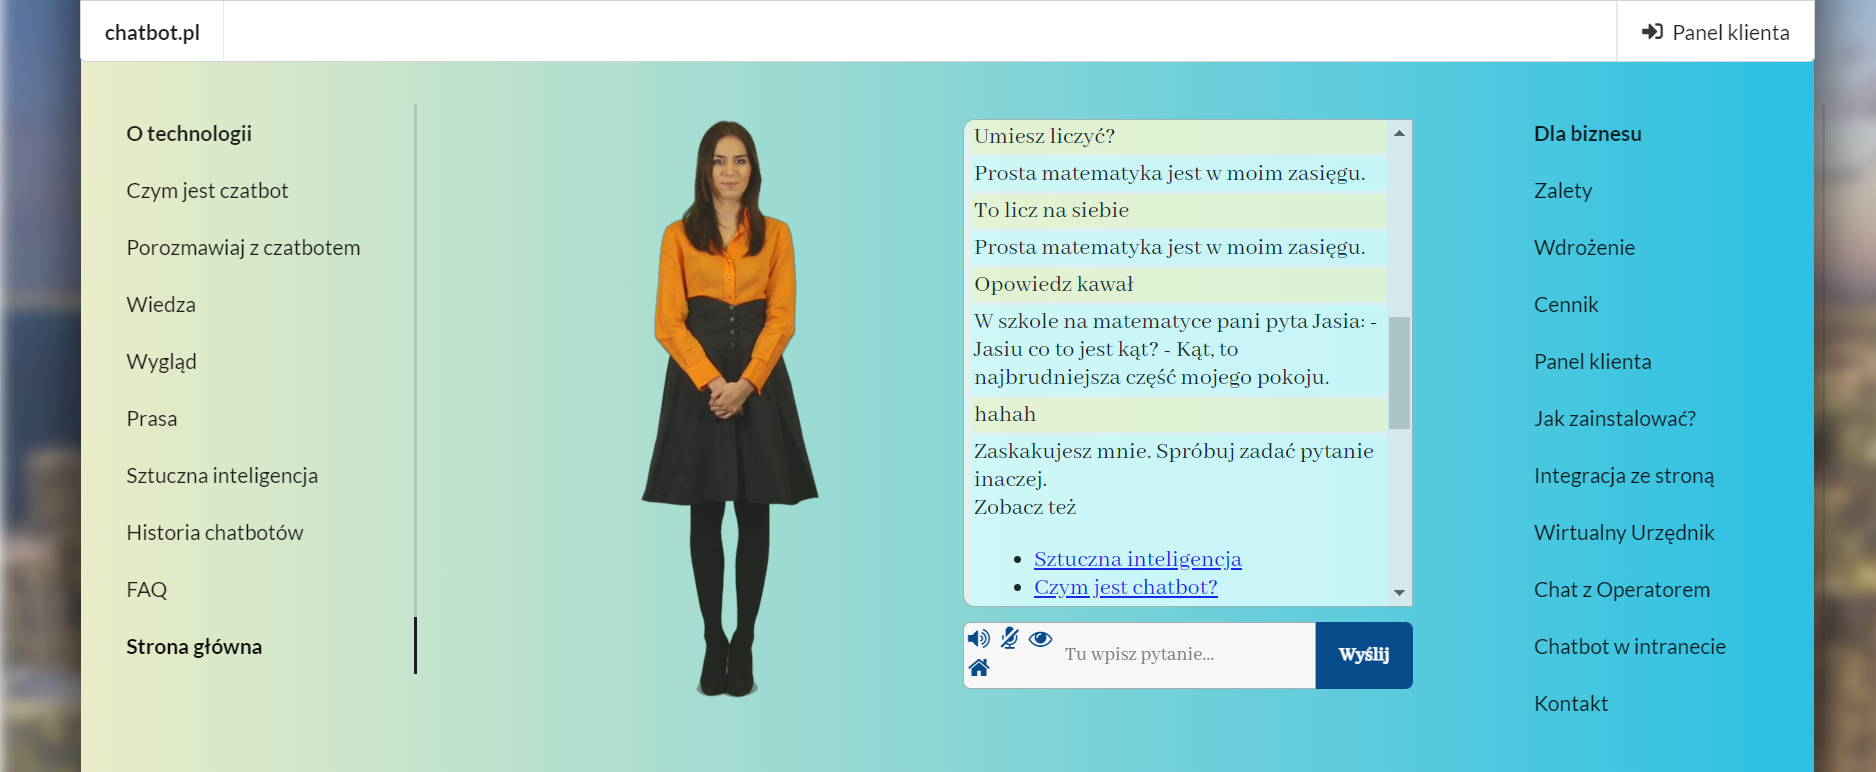 chatbot.pl
Panel klienta
O technologii
Czym jest czatbot
Porozmawiaj z czatbotem
Wiedza
Wygląd
Prasa
Sztuczna inteligencja
Historia chatbotów
FAQ
Strona główna
Umiesz liczyć?
Prosta matematyka jest w moim zasięgu.
To licz na siebie
Prosta matematyka jest w moim zasięgu.
Opowiedz kawał
W szkole na matematyce pani pyta Jasia: -
Jasiu co to jest kąt? - Kąt, to
najbrudniejsza część mojego pokoju.
hahah
Zaskakujesz mnie. Spróbuj zadać pytanie
inaczej.
Zobacz też
Sztuczna inteligencja
Czym jest chatbot?
Tu wpisz pytanie...
Wyślij
Dla biznesu
Zalety
Wdrożenie
Cennik
Panel klienta
Jak zainstalować?
Integracja ze stroną
Wirtualny Urzędnik
Chat z Operatorem
Chatbot w intranecie
Kontakt